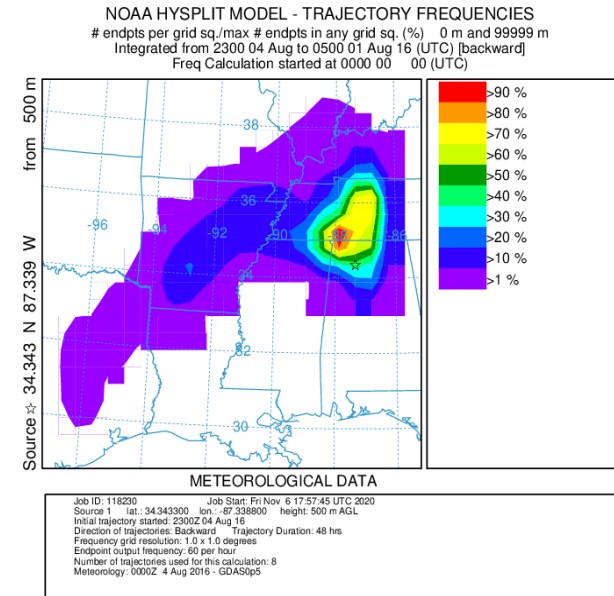 NOAA HYSPLIT MODEL - TRAJECTORY FREQUENCIES
# endpts per grid sq./max # endpts in any grid sq. (%) 0 m and 99999 m
Integrated from 2300 04 Aug to 0500 01 Aug 16 (UTC) [backward]
Freq Calculation started at 0000 00 00 (UTC)
Source ☆ 34.343 N 87.339 W from 500 m
38
36
-96
-94
-92
-90
-88
-86
34
32
30
>90 %
>80 %
>70 %
>60 %
>50 %
>40 %
>30 %
>20 %
>10 %
>1 %
METEOROLOGICAL DATA
Job ID: 118230 Job Start: Fri Nov 6 17:57:45 UTC 2020
Source 1 lat.: 34.343300 lon.: -87.338800 height: 500 m AGL
Initial trajectory started: 2300Z 04 Aug 16
Direction of trajectories: Backward Trajectory Duration: 48 hrs
Frequency grid resolution: 1.0 x 1.0 degrees
Endpoint output frequency: 60 per hour
Number of trajectories used for this calculation: 8
Meteorology: 0000Z 4 Aug 2016 - GDAS0p5